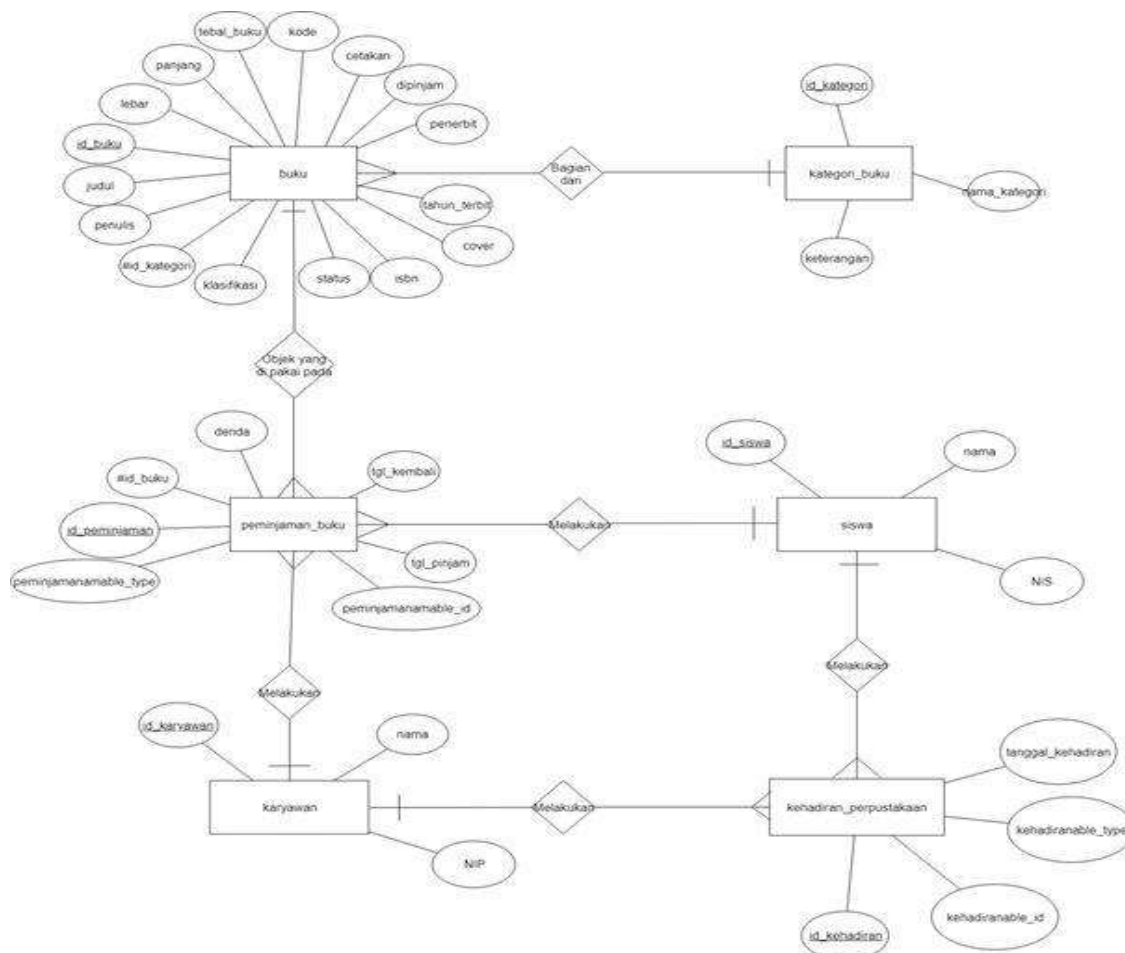 tebal_buku
kode
cetakan
panjang
dipinjam
lebar
penerbit
id_buku
judul
penulis
#id_kategori
klasifikasi
status
isbn
cover
tahun_terbit
buku
Bagian
dari
id_kategori
kategori_buku
nama_kategori
keterangan
Objek yang
di pakai pada
denda
#id_buku
tgl_kembali
id_peminjaman
peminjaman_buku
peminjamanamable_type
tgl_pinjam
peminjamanamable_id
Melakukan
id_siswa
nama
siswa
NIS
Melakukan
Melakukan
id_karyawan
nama
karyawan
NIP
Melakukan
kehadiran_perpustakaan
tanggal_kehadiran
kehadiranable_type
kehadiranable_id
id_kehadiran